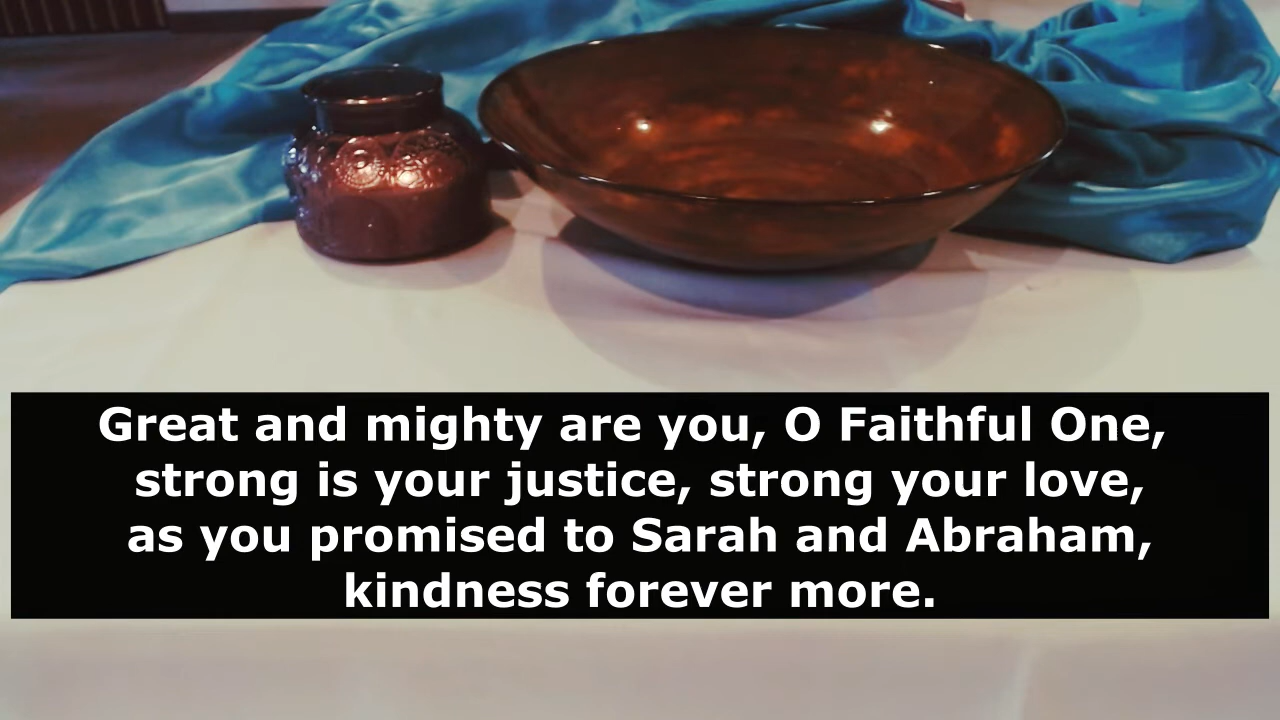 Great and mighty are you, O Faithful One,
strong is your justice, strong your love,
as you promised to Sarah and Abraham,
kindness forever more.